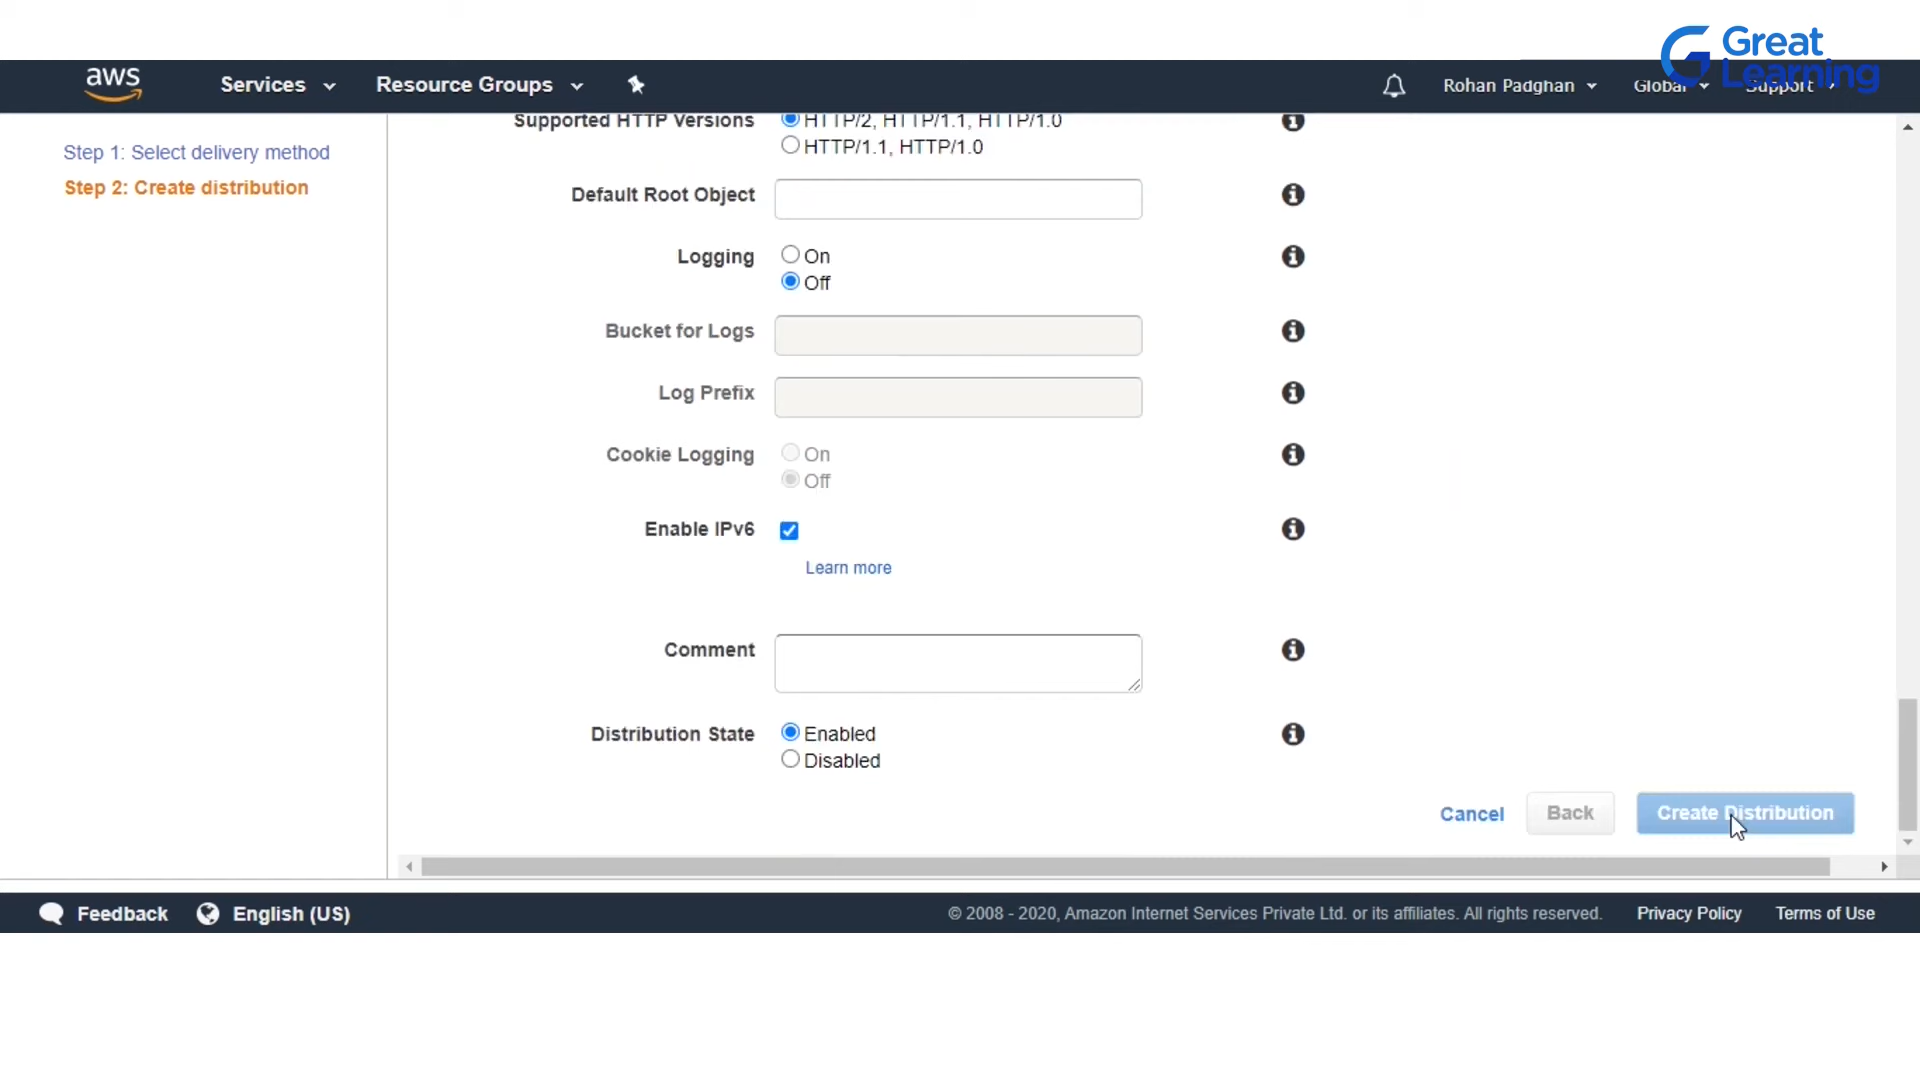 Great
Learning
aws
Services
Resource Groups
Rohan Padghan
Global
Support
Step 1: Select delivery method
Step 2: Create distribution
Supported HTTP Versions
HTTP/2, HTTP/1.1, HTTP/1.0
HTTP/1.1, HTTP/1.0
Default Root Object
Logging
On
Off
Bucket for Logs
Log Prefix
Cookie Logging
On
Off
Enable IPv6
Learn more
Comment
Distribution State
Enabled
Disabled
Cancel
Back
Create Distribution
Feedback
English (US)
© 2008 - 2020, Amazon Internet Services Private Ltd. or its affiliates. All rights reserved.
Privacy Policy
Terms of Use